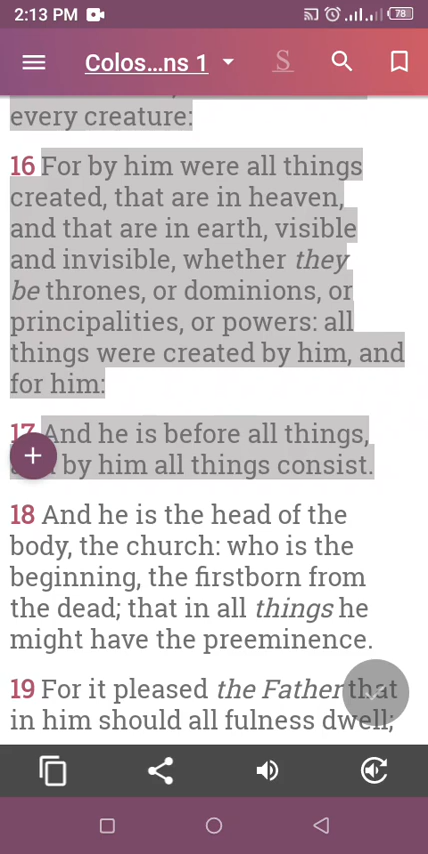 2:13 PM 78
Colos...ns 1 S
every creature:
16 For by him were all things
created, that are in heaven,
and that are in earth, visible
and invisible, whether they
be thrones, or dominions, or
principalities, or powers: all
things were created by him, and
for him:
17 And he is before all things,
by him all things consist.
18 And he is the head of the
body, the church: who is the
beginning, the firstborn from
the dead; that in all things he
might have the preeminence.
19 For it pleased the Father that
in him should all fulness dwell;